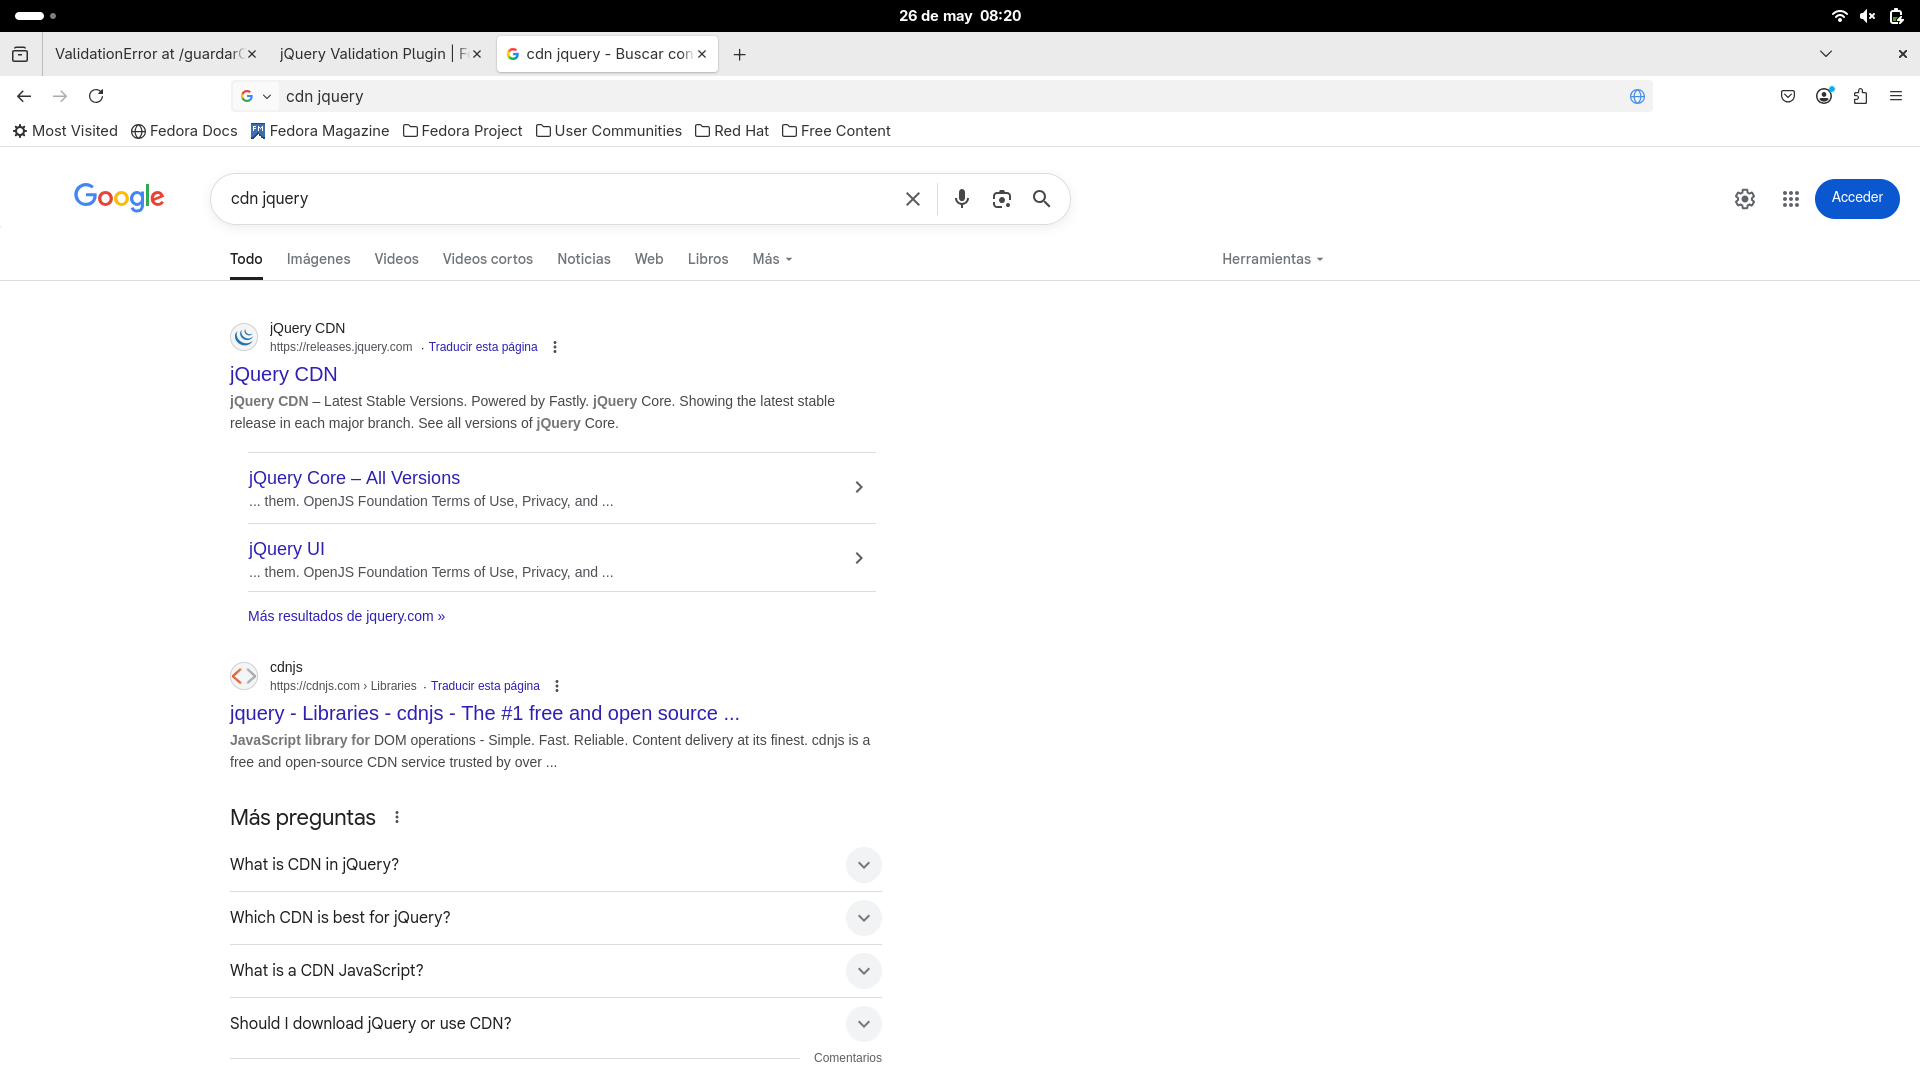 26 de may 08:20
ValidationError at /guardar
jQuery Validation Plugin | F
cdn jquery - Buscar con
cdn jquery
Most Visited
Fedora Docs
Fedora Magazine
Fedora Project
User Communities
Red Hat
Free Content
Google
cdn jquery
Acceder
Todo
Imágenes
Videos
Videos cortos
Noticias
Web
Libros
Más
Herramientas
jQuery CDN
https://releases.jquery.com · Traducir esta página
jQuery CDN
jQuery CDN – Latest Stable Versions. Powered by Fastly. jQuery Core. Showing the latest stable
release in each major branch. See all versions of jQuery Core.
jQuery Core – All Versions
... them. OpenJS Foundation Terms of Use, Privacy, and ...
jQuery UI
... them. OpenJS Foundation Terms of Use, Privacy, and ...
Más resultados de jquery.com »
cdnjs
https://cdnjs.com › Libraries · Traducir esta página
jquery - Libraries - cdnjs - The #1 free and open source ...
JavaScript library for DOM operations - Simple. Fast. Reliable. Content delivery at its finest. cdnjs is a
free and open-source CDN service trusted by over ...
Más preguntas
What is CDN in jQuery?
Which CDN is best for jQuery?
What is a CDN JavaScript?
Should I download jQuery or use CDN?
Comentarios